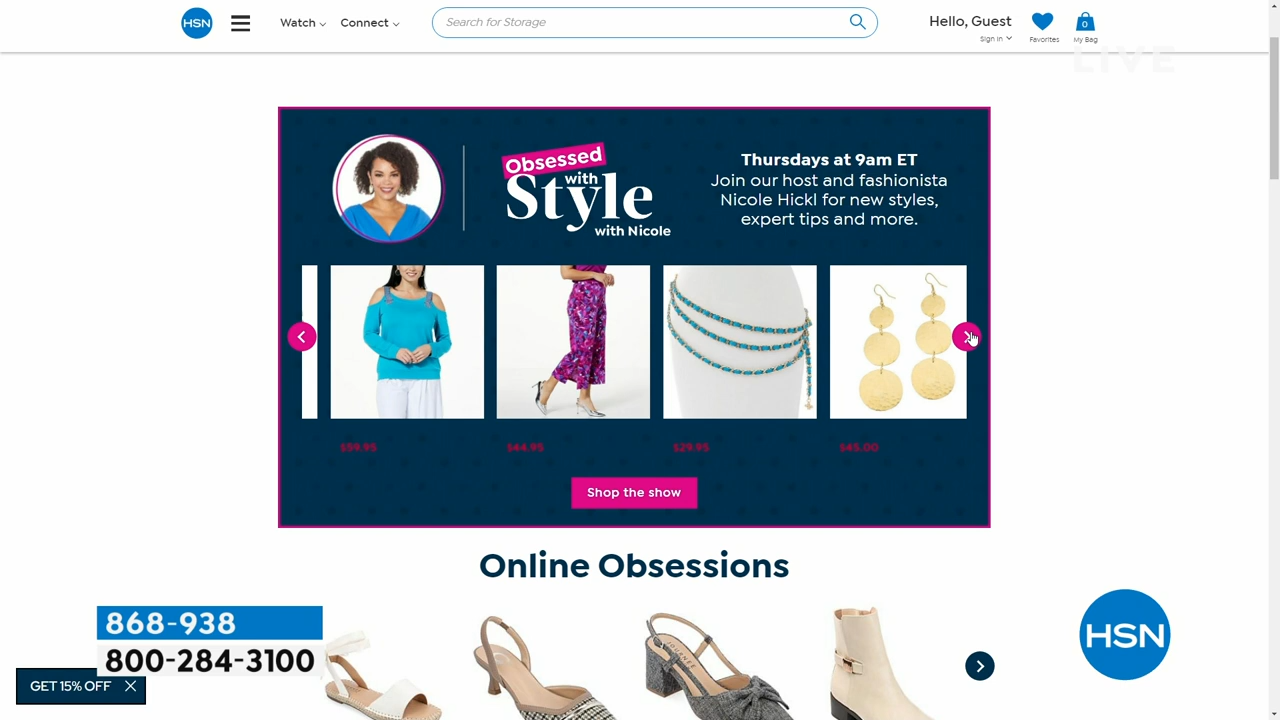 HSN
Watch
Connect
Search for Storage
Hello, Guest
Sign in
Favorites
0
My Bag
LIVE
Obsessed
with
Style
with Nicole
Thursdays at 9am ET
Join our host and fashionista
Nicole Hickl for new styles,
expert tips and more.
$59.95
$44.95
$29.95
$45.00
Shop the show
Online Obsessions
868-938
800-284-3100
GET 15% OFF
HSN